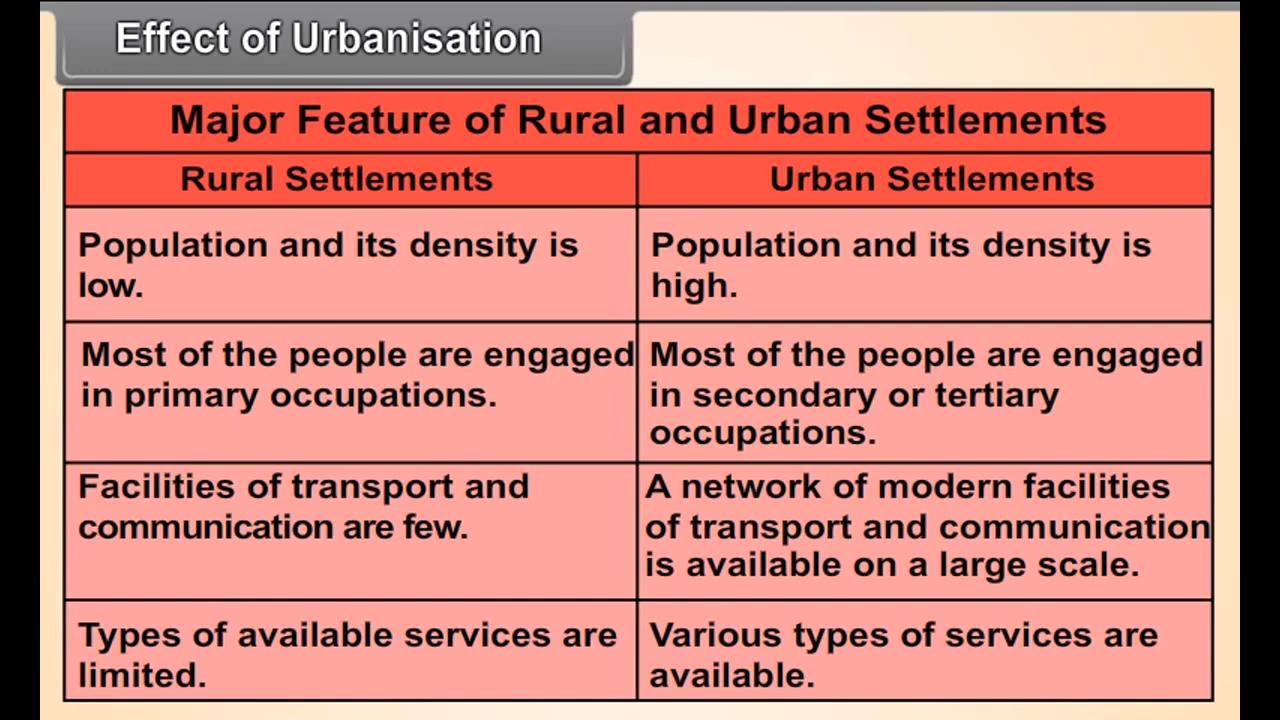 Effect of Urbanisation
Major Feature of Rural and Urban Settlements
Rural Settlements
Urban Settlements
Population and its density is
low.
Population and its density is
high.
Most of the people are engaged
in primary occupations.
Most of the people are engaged
in secondary or tertiary
occupations.
Facilities of transport and
communication are few.
A network of modern facilities
of transport and communication
is available on a large scale.
Types of available services are
limited.
Various types of services are
available.